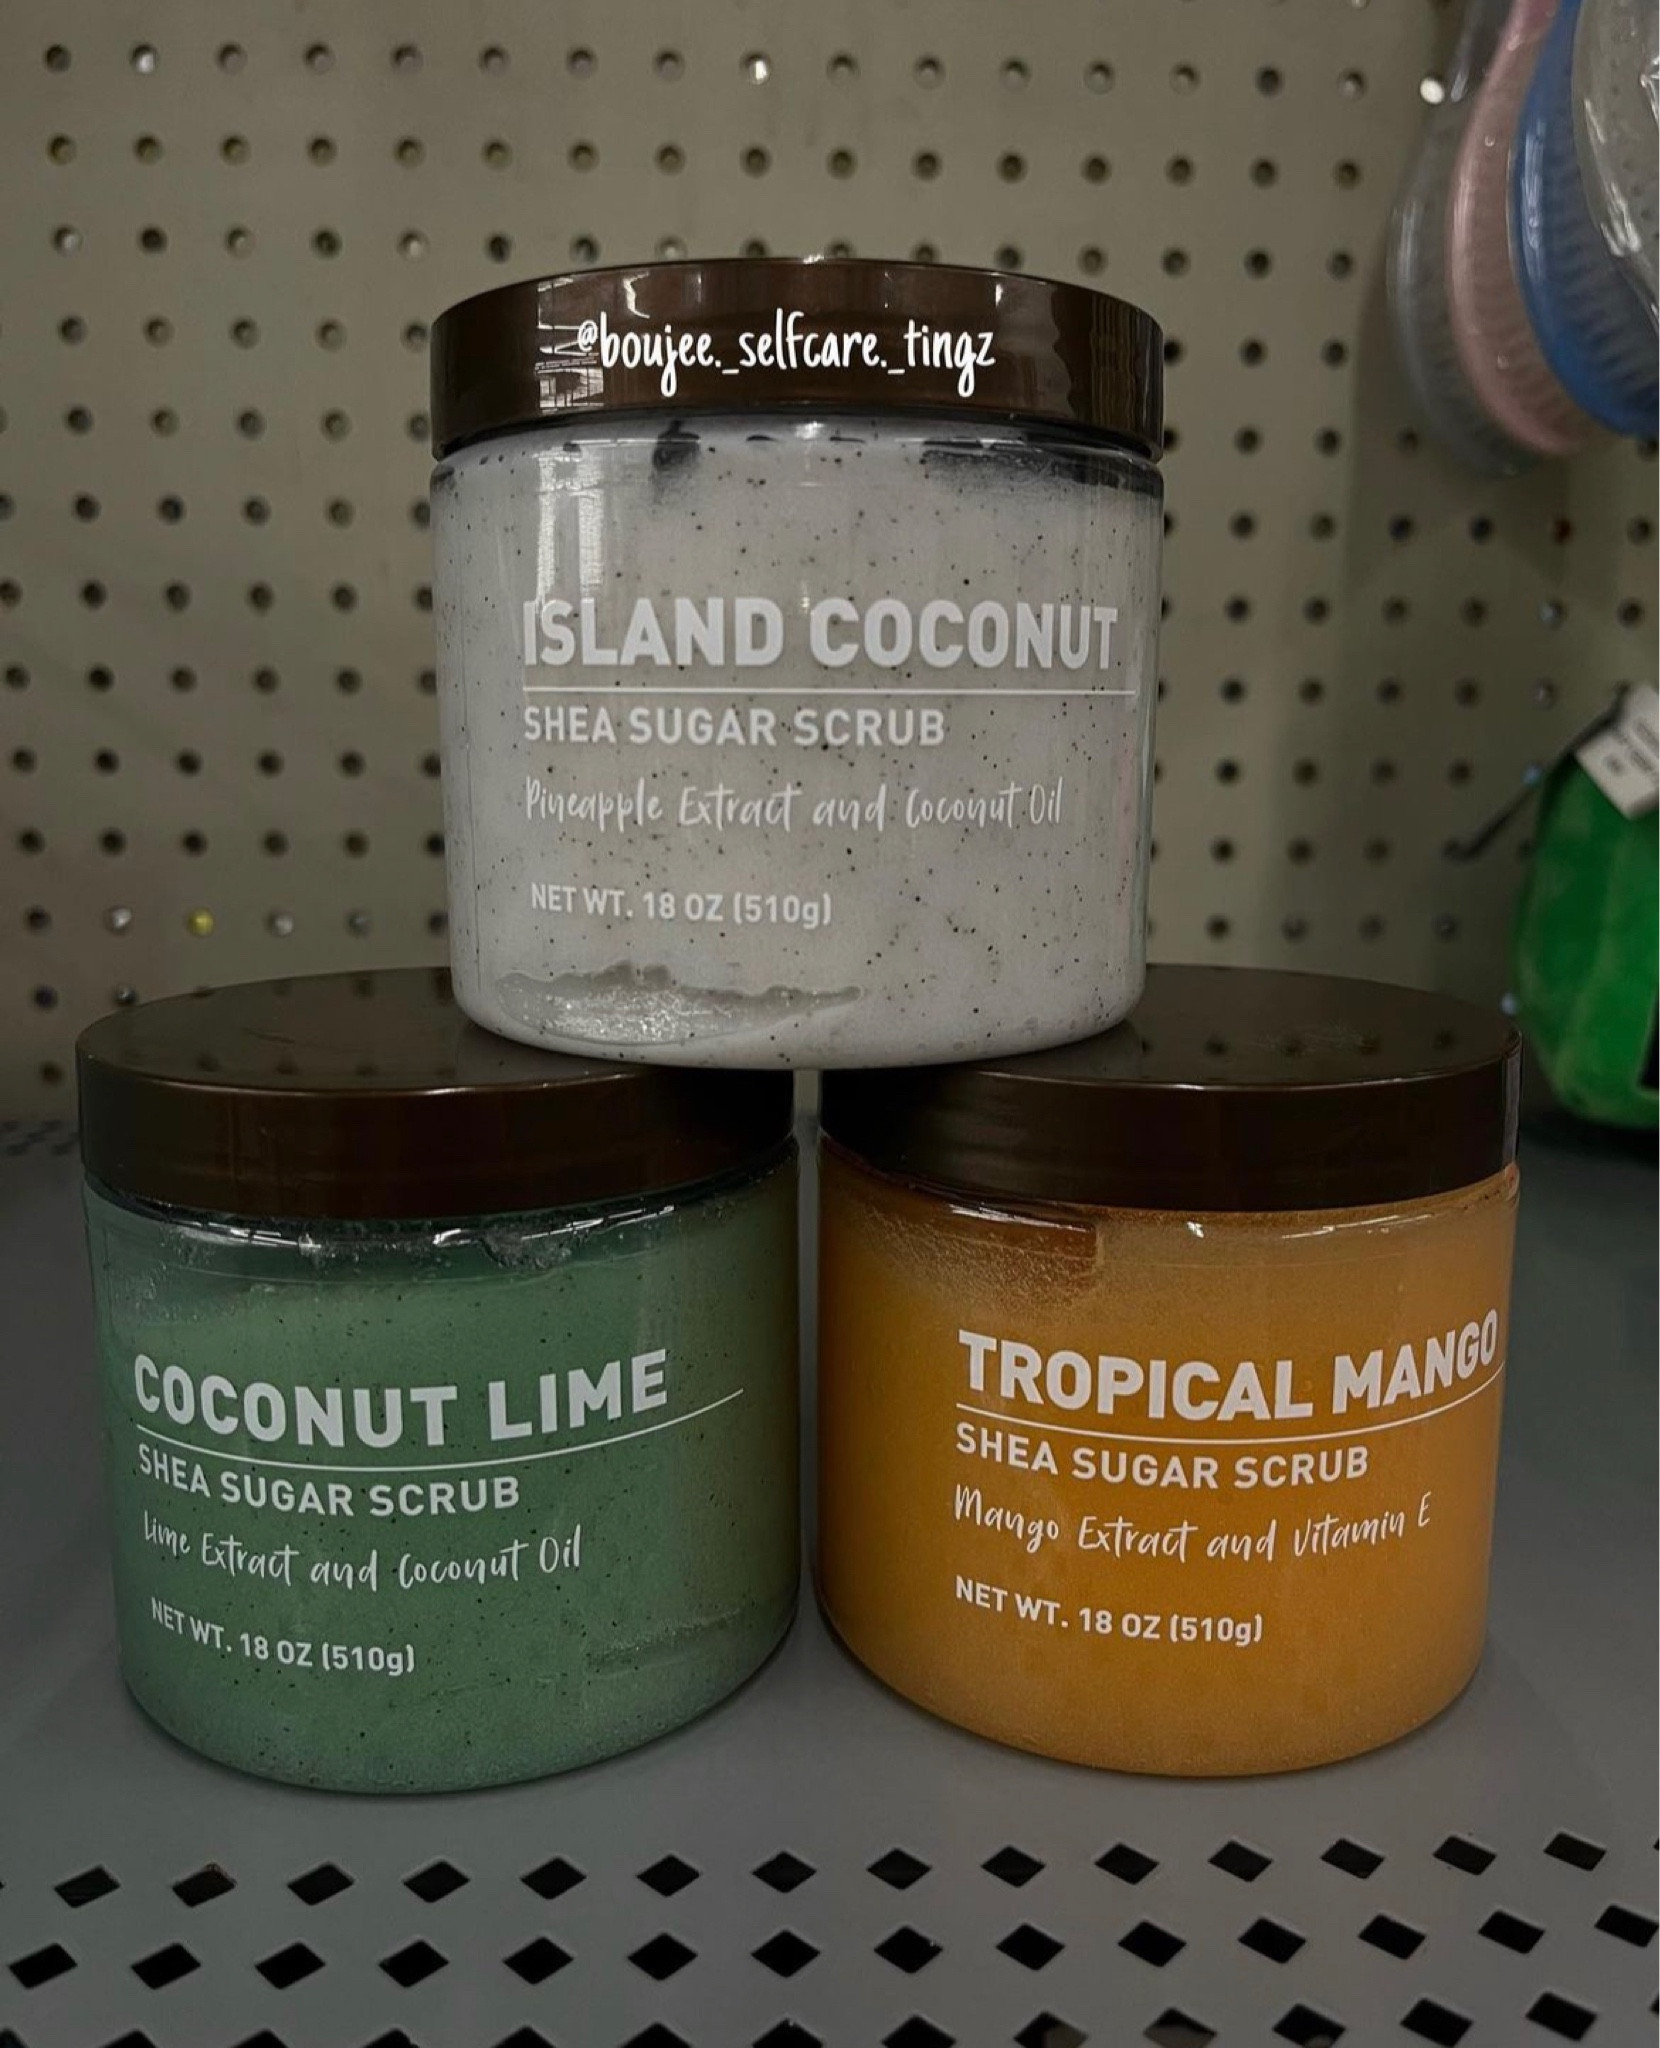 @boujee._selfcare._tingz
ISLAND COCONUT
SHEA SUGAR SCRUB
Pineapple Extract and Coconut Oil
NET WT. 18 OZ (510g)
COCONUT LIME
SHEA SUGAR SCRUB
Lime Extract and Coconut Oil
NET WT. 18 OZ (510g)
TROPICAL MANGO
SHEA SUGAR SCRUB
Mango Extract and Vitamin E
NET WT. 18 OZ (510g)